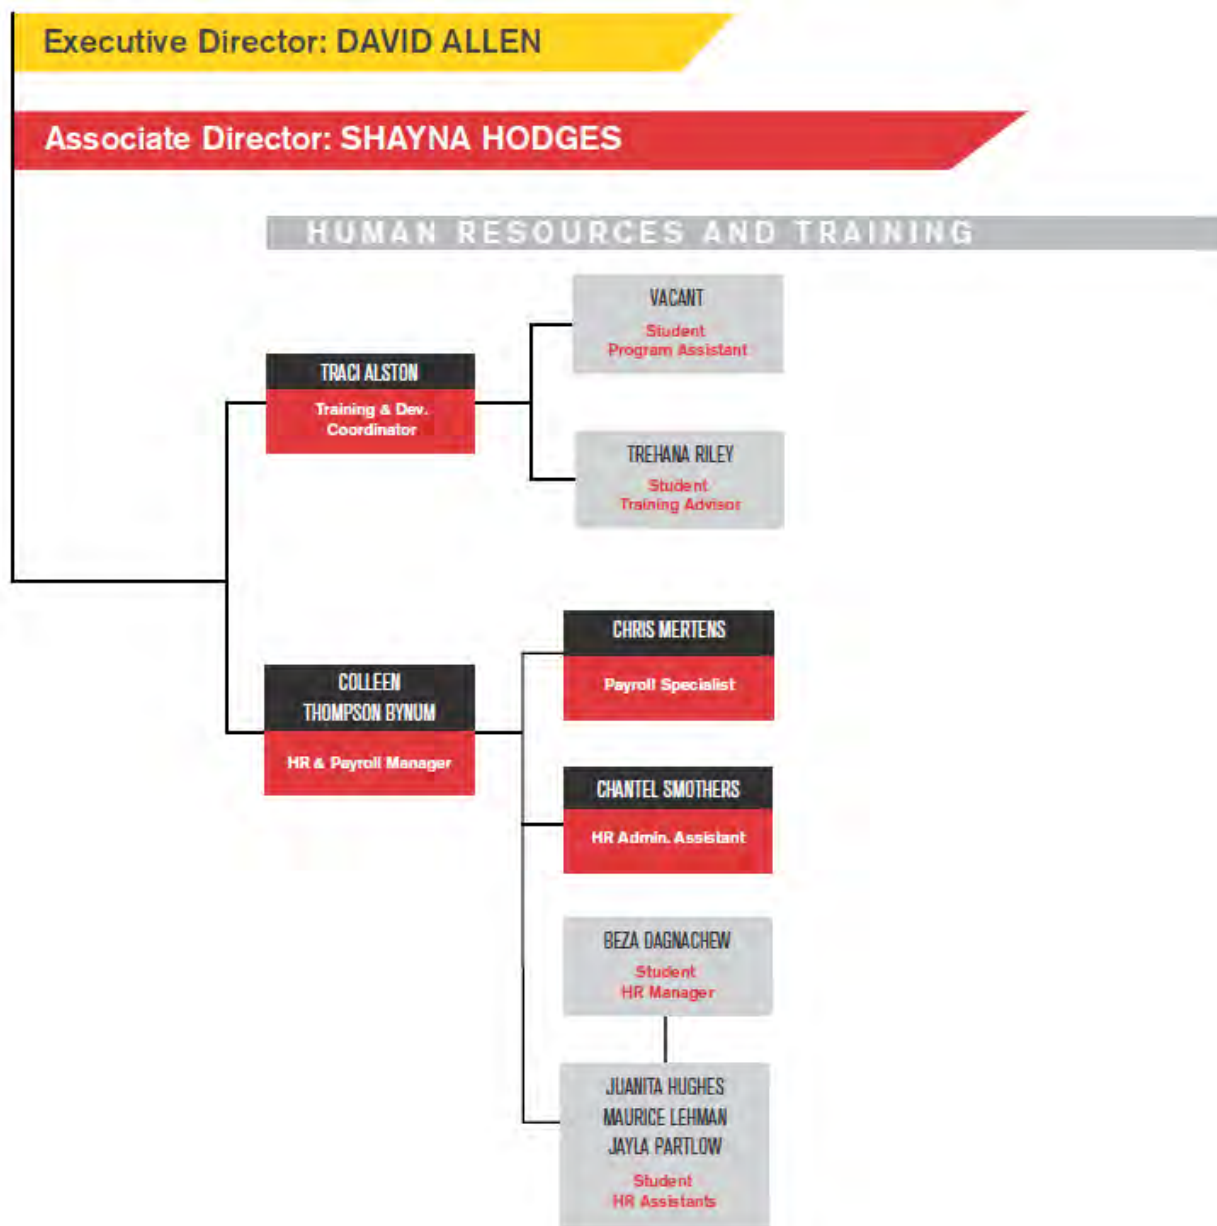 Executive Director: DAVID ALLEN
Associate Director: SHAYNA HODGES
HUMAN RESOURCES AND TRAINING
VACANT
Student
Program Assistant
TRACI ALSTON
Training & Dev.
Coordinator
TREHANA RILEY
Student
Training Advisor
CHRIS MERTENS
Payroll Specialist
COLLEEN
THOMPSON BYNUM
HR & Payroll Manager
CHANTEL SMOTHERS
HR Admin. Assistant
BEZA DAGNACHEW
Student
HR Manager
JUANITA HUGHES
MAURICE LEHMAN
JAYLA PARTLOW
Student
HR Assistants